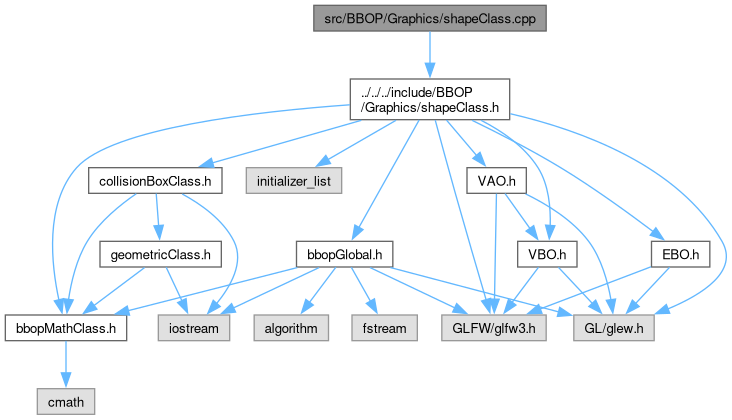 src/BBOP/Graphics/shapeClass.cpp
../../../include/BBOP
/Graphics/shapeClass.h
collisionBoxClass.h
initializer_list
VAO.h
geometricClass.h
bbopGlobal.h
VBO.h
EBO.h
bbopMathClass.h
iostream
algorithm
fstream
GLFW/glfw3.h
GL/glew.h
cmath